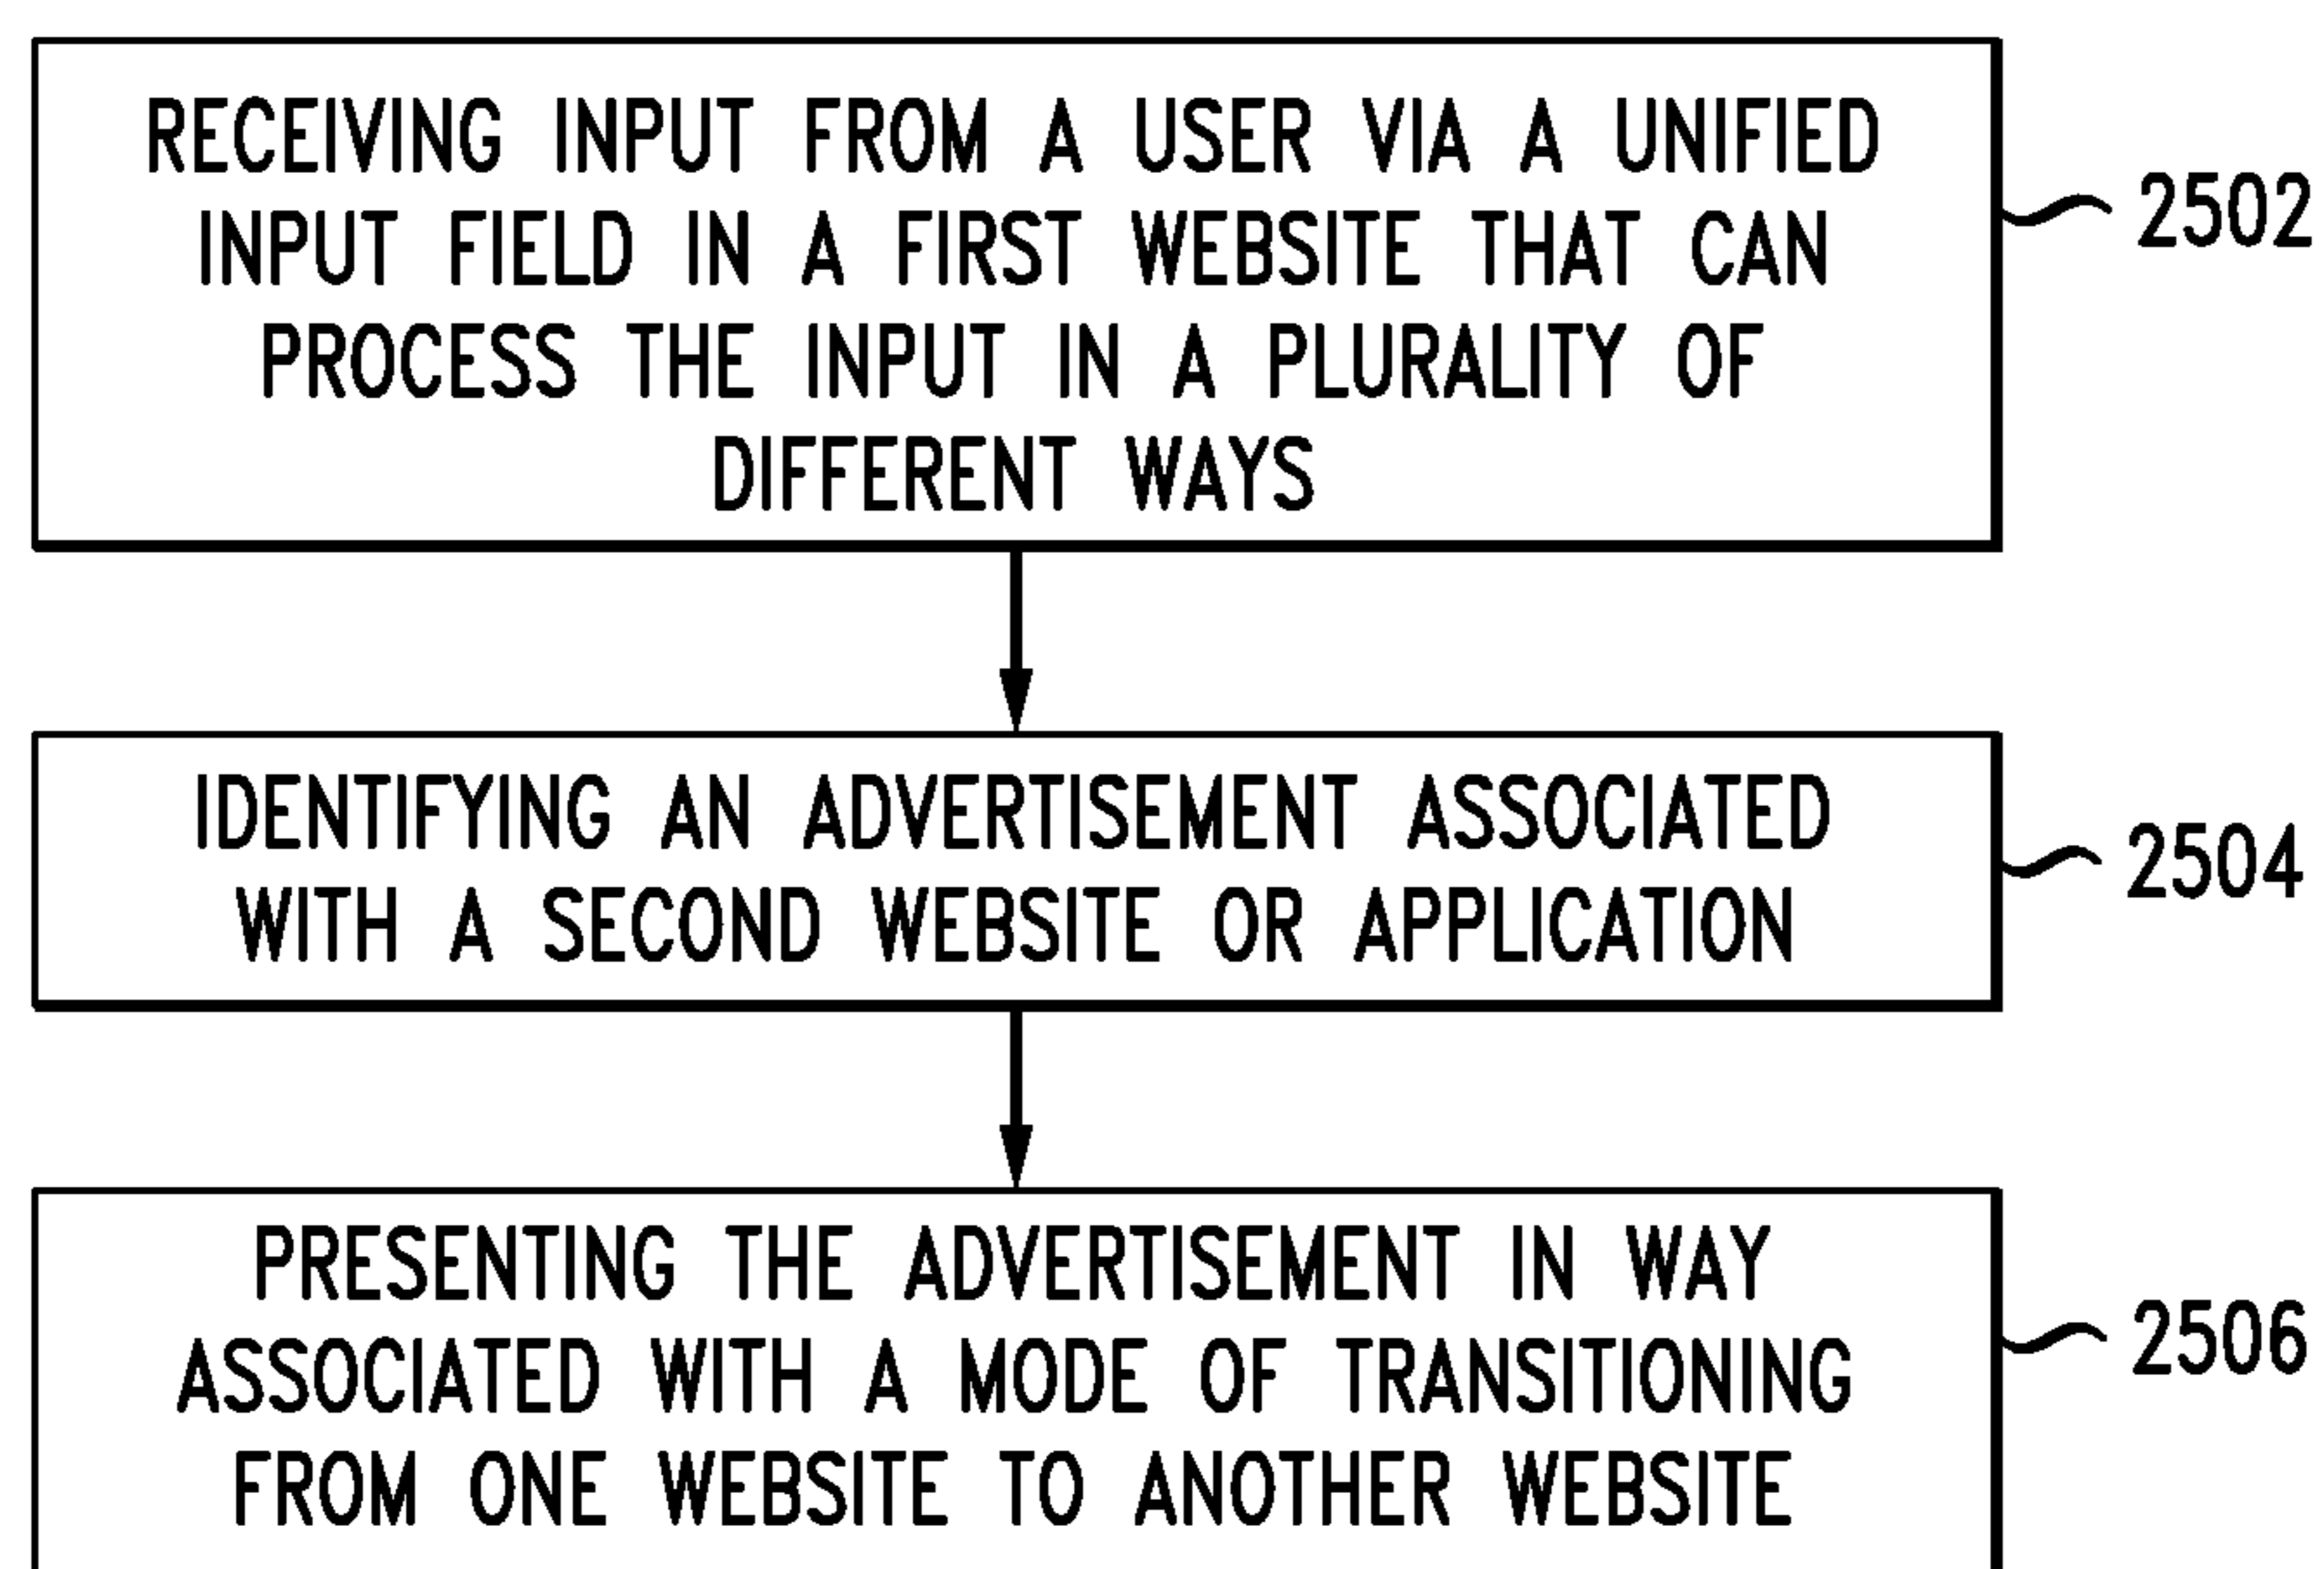 RECEIVING INPUT FROM A USER VIA A UNIFIED
INPUT FIELD IN A FIRST WEBSITE THAT CAN
PROCESS THE INPUT IN A PLURALITY OF
DIFFERENT WAYS
2502
IDENTIFYING AN ADVERTISEMENT ASSOCIATED
WITH A SECOND WEBSITE OR APPLICATION
2504
PRESENTING THE ADVERTISEMENT IN WAY
ASSOCIATED WITH A MODE OF TRANSITIONING
FROM ONE WEBSITE TO ANOTHER WEBSITE
2506